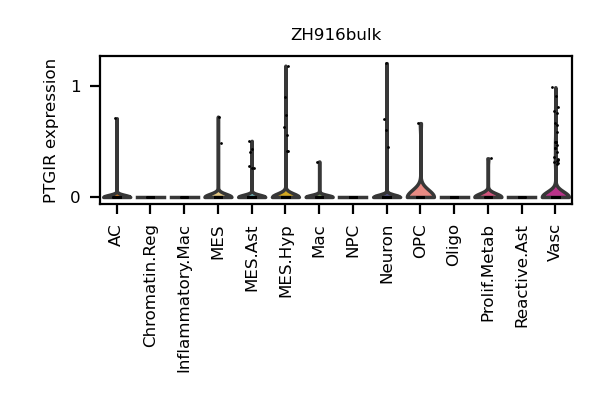 ZH916bulk
PTGIR expression
1
0
AC
Chromatin.Reg
Inflammatory.Mac
MES
MES.Ast
MES.Hyp
Mac
NPC
Neuron
OPC
Oligo
Prolif.Metab
Reactive.Ast
Vasc